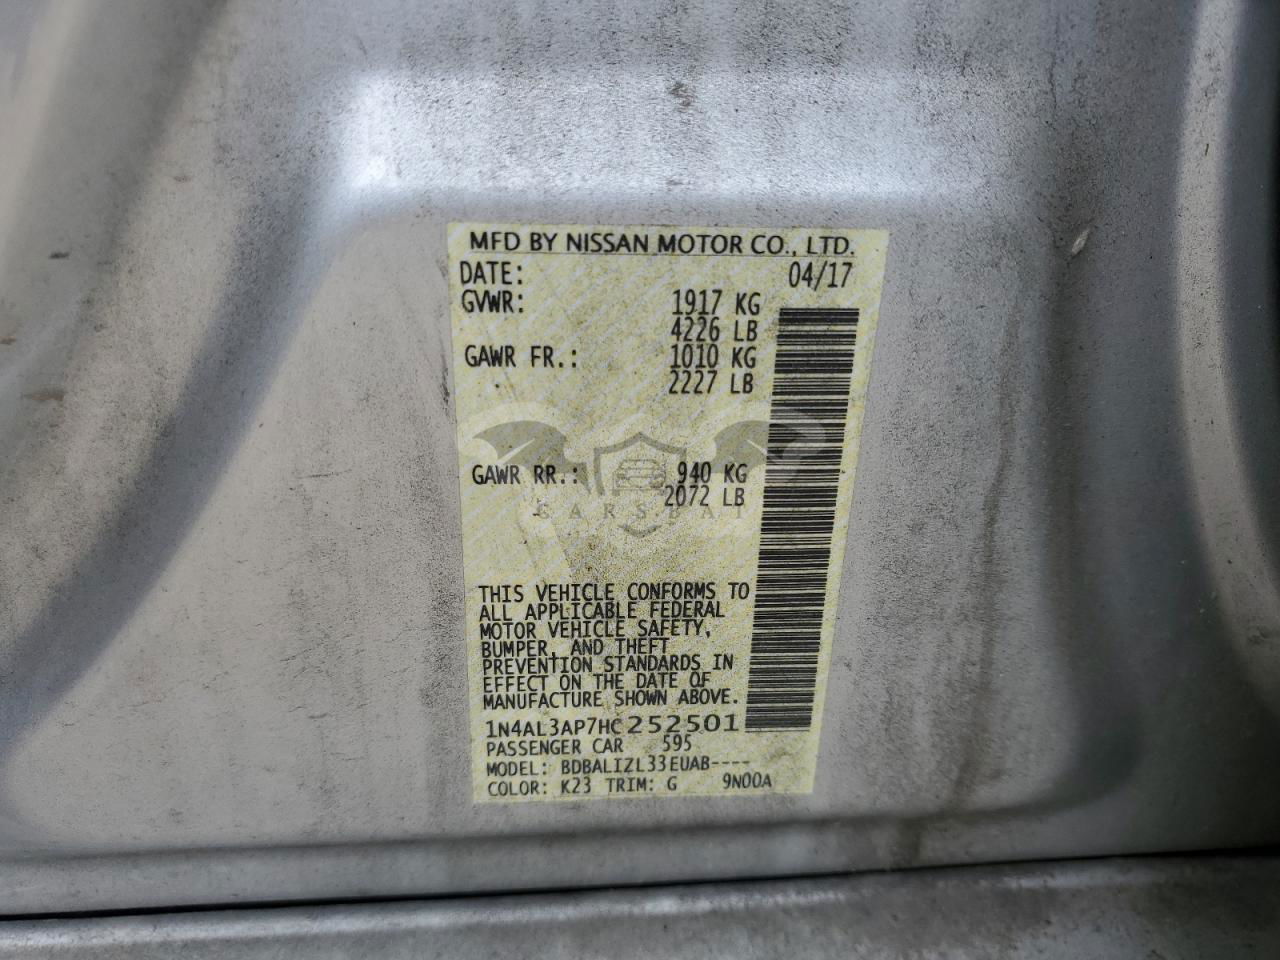 MFD BY NISSAN MOTOR CO., LTD.
DATE: 04/17
GVWR: 1917 KG
4226 LB
GAWR FR.: 1010 KG
2227 LB
GAWR RR.: 940 KG
2072 LB
THIS VEHICLE CONFORMS TO
ALL APPLICABLE FEDERAL
MOTOR VEHICLE SAFETY,
BUMPER, AND THEFT
PREVENTION STANDARDS IN
EFFECT ON THE DATE OF
MANUFACTURE SHOWN ABOVE.
1N4AL3AP7HC252501
PASSENGER CAR 595
MODEL: BDBALIZL33EUAB----
COLOR: K23 TRIM: G 9N00A